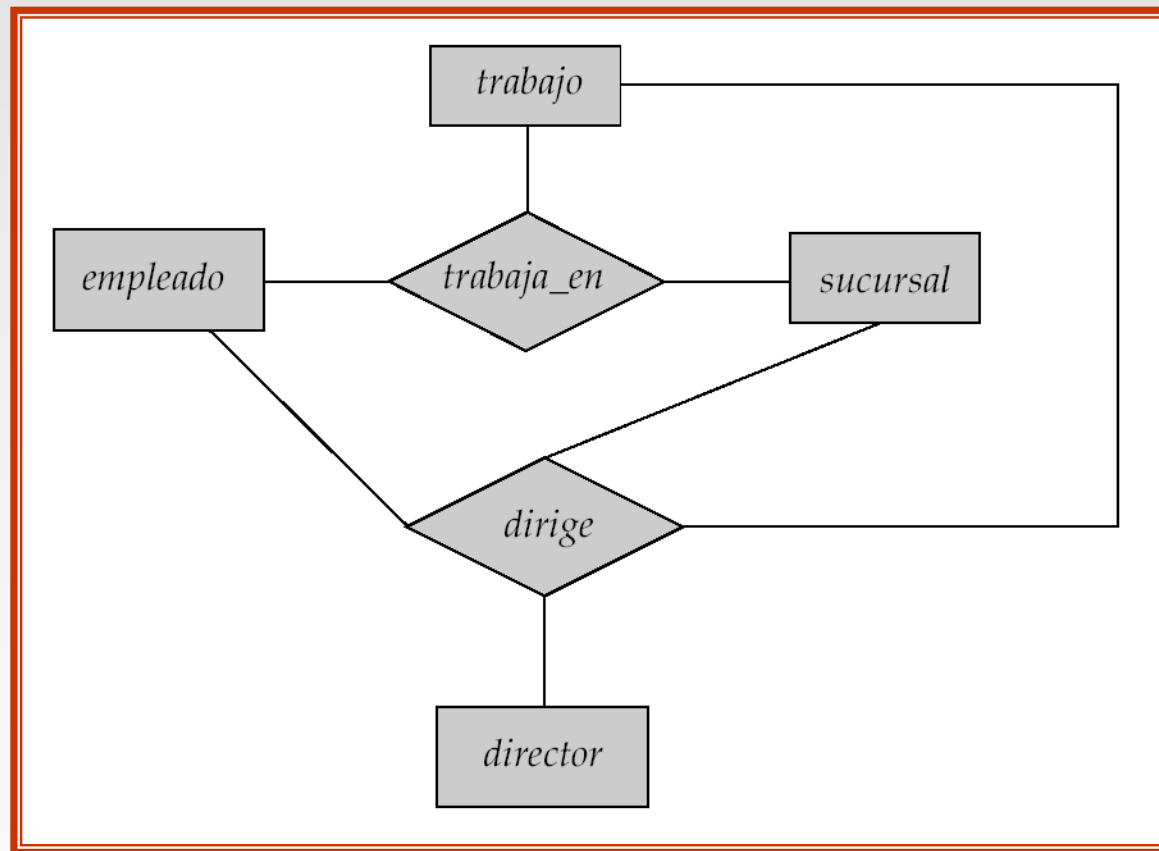 trabajo
empleado
trabaja_en
sucursal
dirige
director